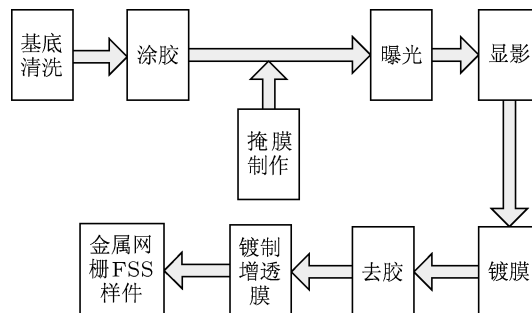 基底
清洗
涂胶
曝光
显影
掩膜
制作
金属网
栅FSS
样件
镀制
增透
膜
去胶
镀膜